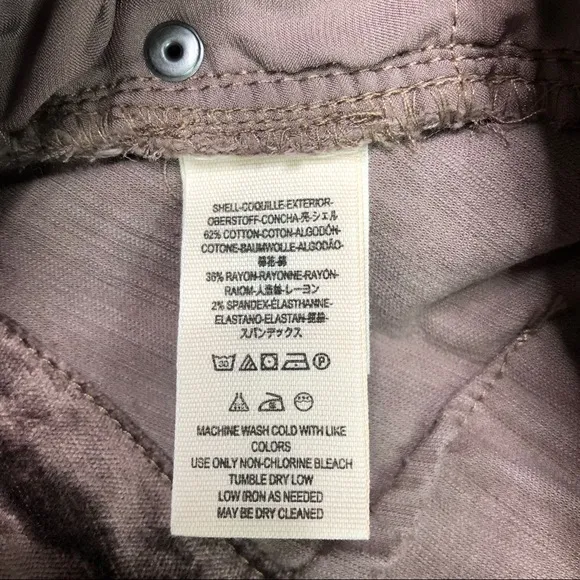 SHELL-COQUILLE-EXTERIOR-
OBERSTOFF-CONCHA-壳-シェル
62% COTTON-COTON-ALGODÓN-
COTONE-BAUMWOLLE-ALGODÃO-
棉花-綿
36% RAYON-RAYONNE-RAYÓN-
RAIOM-人造絲-レーヨン
2% SPANDEX-ÉLASTHANNE-
ELASTANO-ELASTAN-
スパンデックス
30 P
MACHINE WASH COLD WITH LIKE
COLORS
USE ONLY NON-CHLORINE BLEACH
TUMBLE DRY LOW
LOW IRON AS NEEDED
MAY BE DRY CLEANED